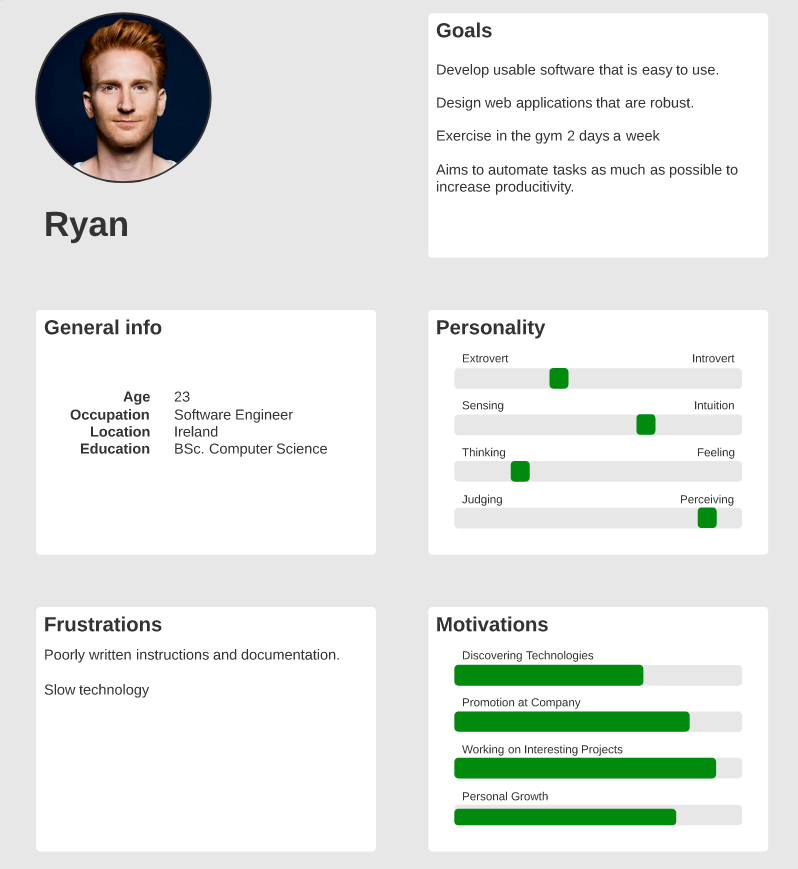 Ryan
Goals
Develop usable software that is easy to use.
Design web applications that are robust.
Exercise in the gym 2 days a week
Aims to automate tasks as much as possible to
increase producitivity.
General info
Age 23
Occupation Software Engineer
Location Ireland
Education BSc. Computer Science
Personality
Extrovert Introvert
Sensing Intuition
Thinking Feeling
Judging Perceiving
Frustrations
Poorly written instructions and documentation.
Slow technology
Motivations
Discovering Technologies
Promotion at Company
Working on Interesting Projects
Personal Growth